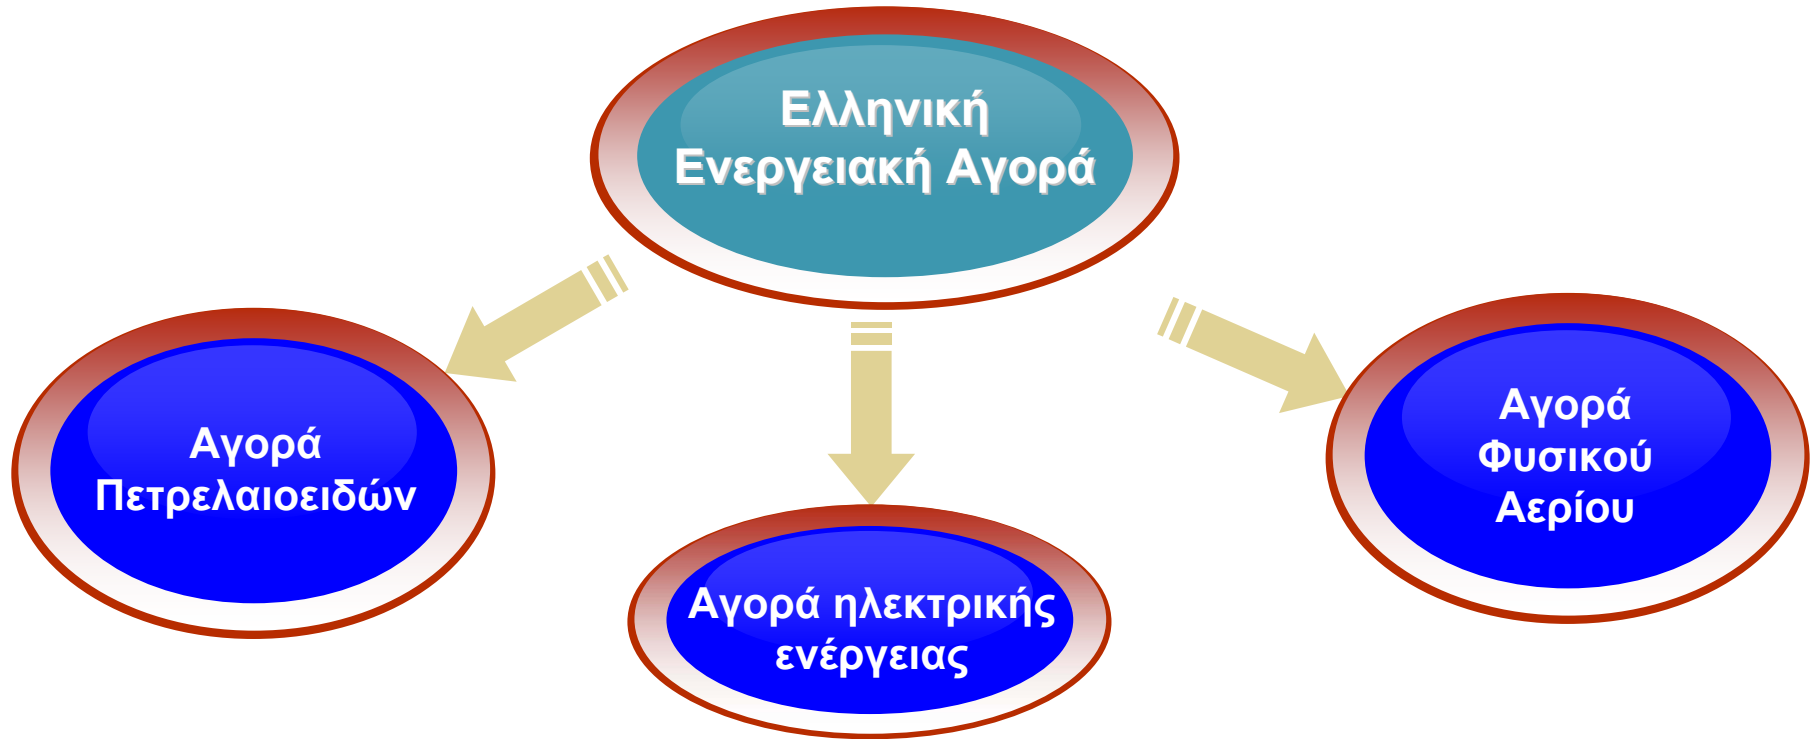 Ελληνική
Ενεργειακή Αγορά
Αγορά
Πετρελαιοειδών
Αγορά ηλεκτρικής
ενέργειας
Αγορά
Φυσικού
Αερίου